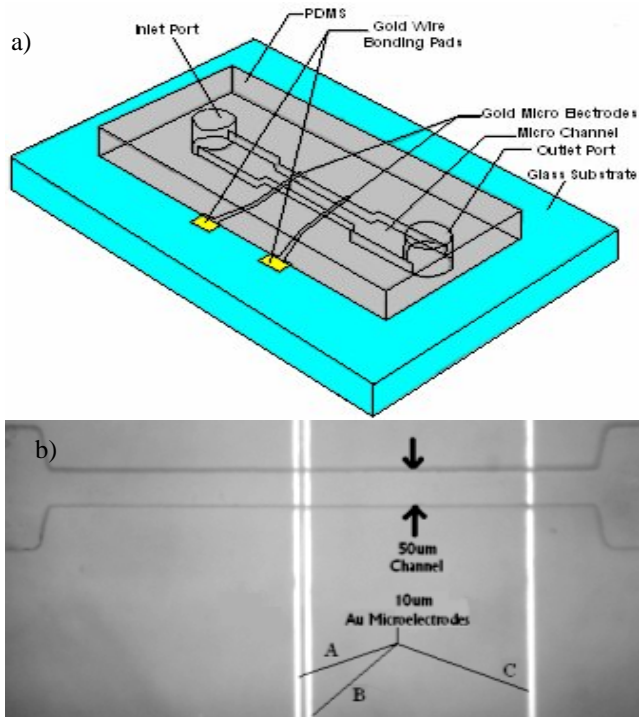 a)
PDMS
Inlet Port
Gold Wire
Bonding Pads
Gold Micro Electrodes
Micro Channel
Outlet Port
Glass Substrate
b)
50um
Channel
10um
Au Microelectrodes
A
B
C